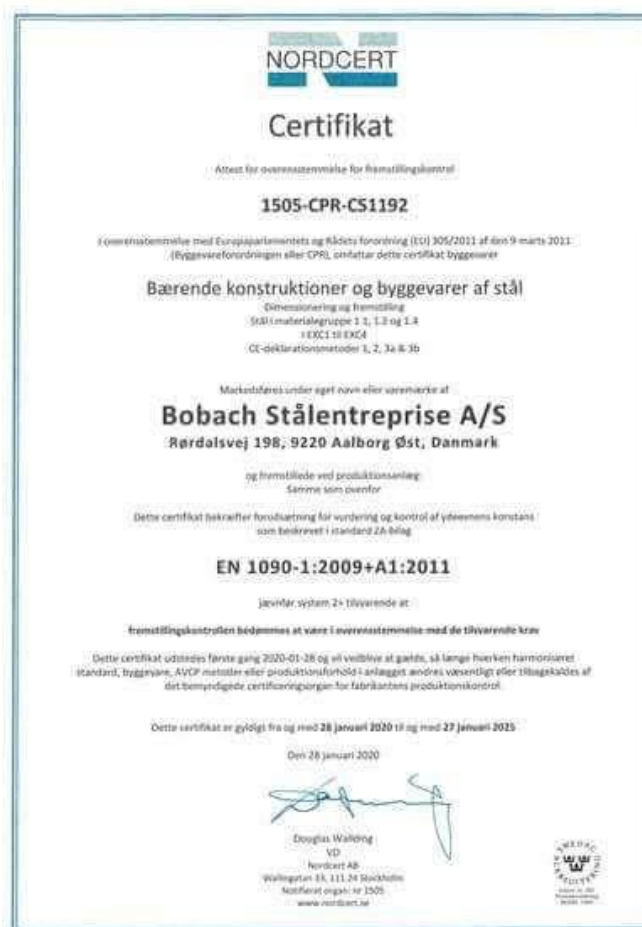 NORDCERT
Certifikat
Attest for overensstemmelse for fremstillingskontrol
1505-CPR-CS1192
I overensstemmelse med Europaparlamentets og Rådets forordning (EU) 305/2011 af den 9 marts 2011
(Byggevareforordningen eller CPR), omfattar dette certifikat byggevarer
Bærende konstruktioner og byggevarer af stål
Dimensionering og fremstilling
Stål i materialegruppe 1.1, 1.2 og 1.4
i EXC1 til EXC4
CE-deklarationsmetoder 1, 2, 3a & 3b
Markedsføres under eget navn eller varemærke af
Bobach Stålentreprise A/S
Rørdalsvej 198, 9220 Aalborg Øst, Danmark
og fremstillede ved produktionsanlæg:
Samme som ovenfor
Dette certifikat bekræfter forudsætning for vurdering og kontrol af ydeevnens konstans
som beskrevet i standard ZA-bilag
EN 1090-1:2009+A1:2011
jævnfør system 2+ tilsvarende at
fremstillingskontrollen bedømmes at være i overensstemmelse med de tilsvarende krav
Dette certifikat udstedes første gang 2020-01-28 og vil vedblive at gælde, så længe hverken harmoniseret
standard, byggevare, AVCP metoder eller produktionsforhold i anlægget ændres væsentligt eller tilbagekaldes af
det bemyndigede certificeringsorgan for fabrikantens produktionskontrol.
Dette certifikat er gyldigt fra og med 28 januari 2020 til og med 27 januari 2025
Den 28 januari 2020
Douglas Wallding
VD
Nordcert AB
Wallingatan 33, 111 24 Stockholm
Notifierat organ: nr 1505
www.nordcert.se
SWEDAC
ACKREDITERING